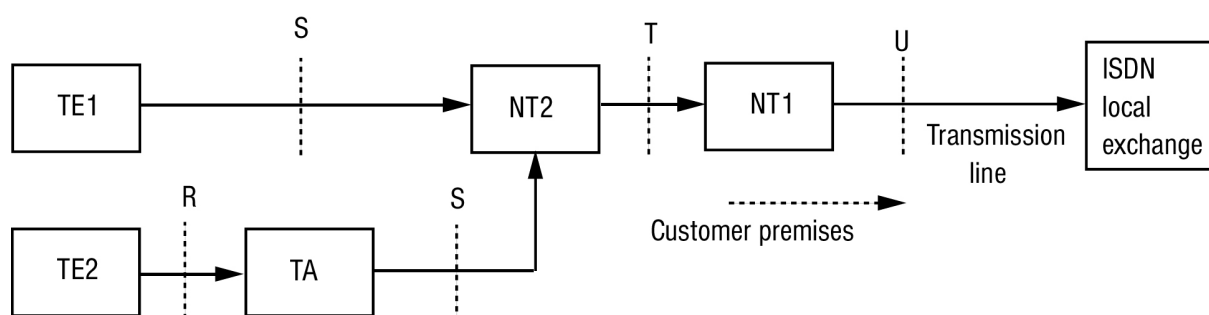 S
T
U
TE1
NT2
NT1
ISDN
local
exchange
Transmission
line
R
S
Customer premises
TE2
TA